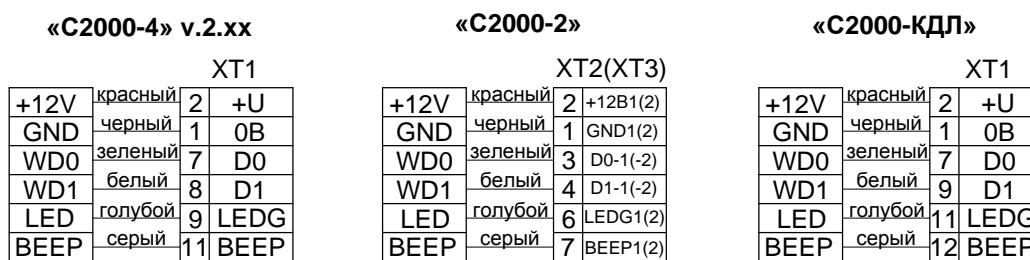 «С2000-4» v.2.xx
XT1
+12V красный 2 +U
GND черный 1 0В
WD0 зеленый 7 D0
WD1 белый 8 D1
LED голубой 9 LEDG
BEEP серый 11 BEEP
«С2000-2»
XT2(XT3)
+12V красный 2 +12В1(2)
GND черный 1 GND1(2)
WD0 зеленый 3 D0-1(-2)
WD1 белый 4 D1-1(-2)
LED голубой 6 LEDG1(2)
BEEP серый 7 BEEP1(2)
«С2000-КДЛ»
XT1
+12V красный 2 +U
GND черный 1 0В
WD0 зеленый 7 D0
WD1 белый 9 D1
LED голубой 11 LEDG
BEEP серый 12 BEEP